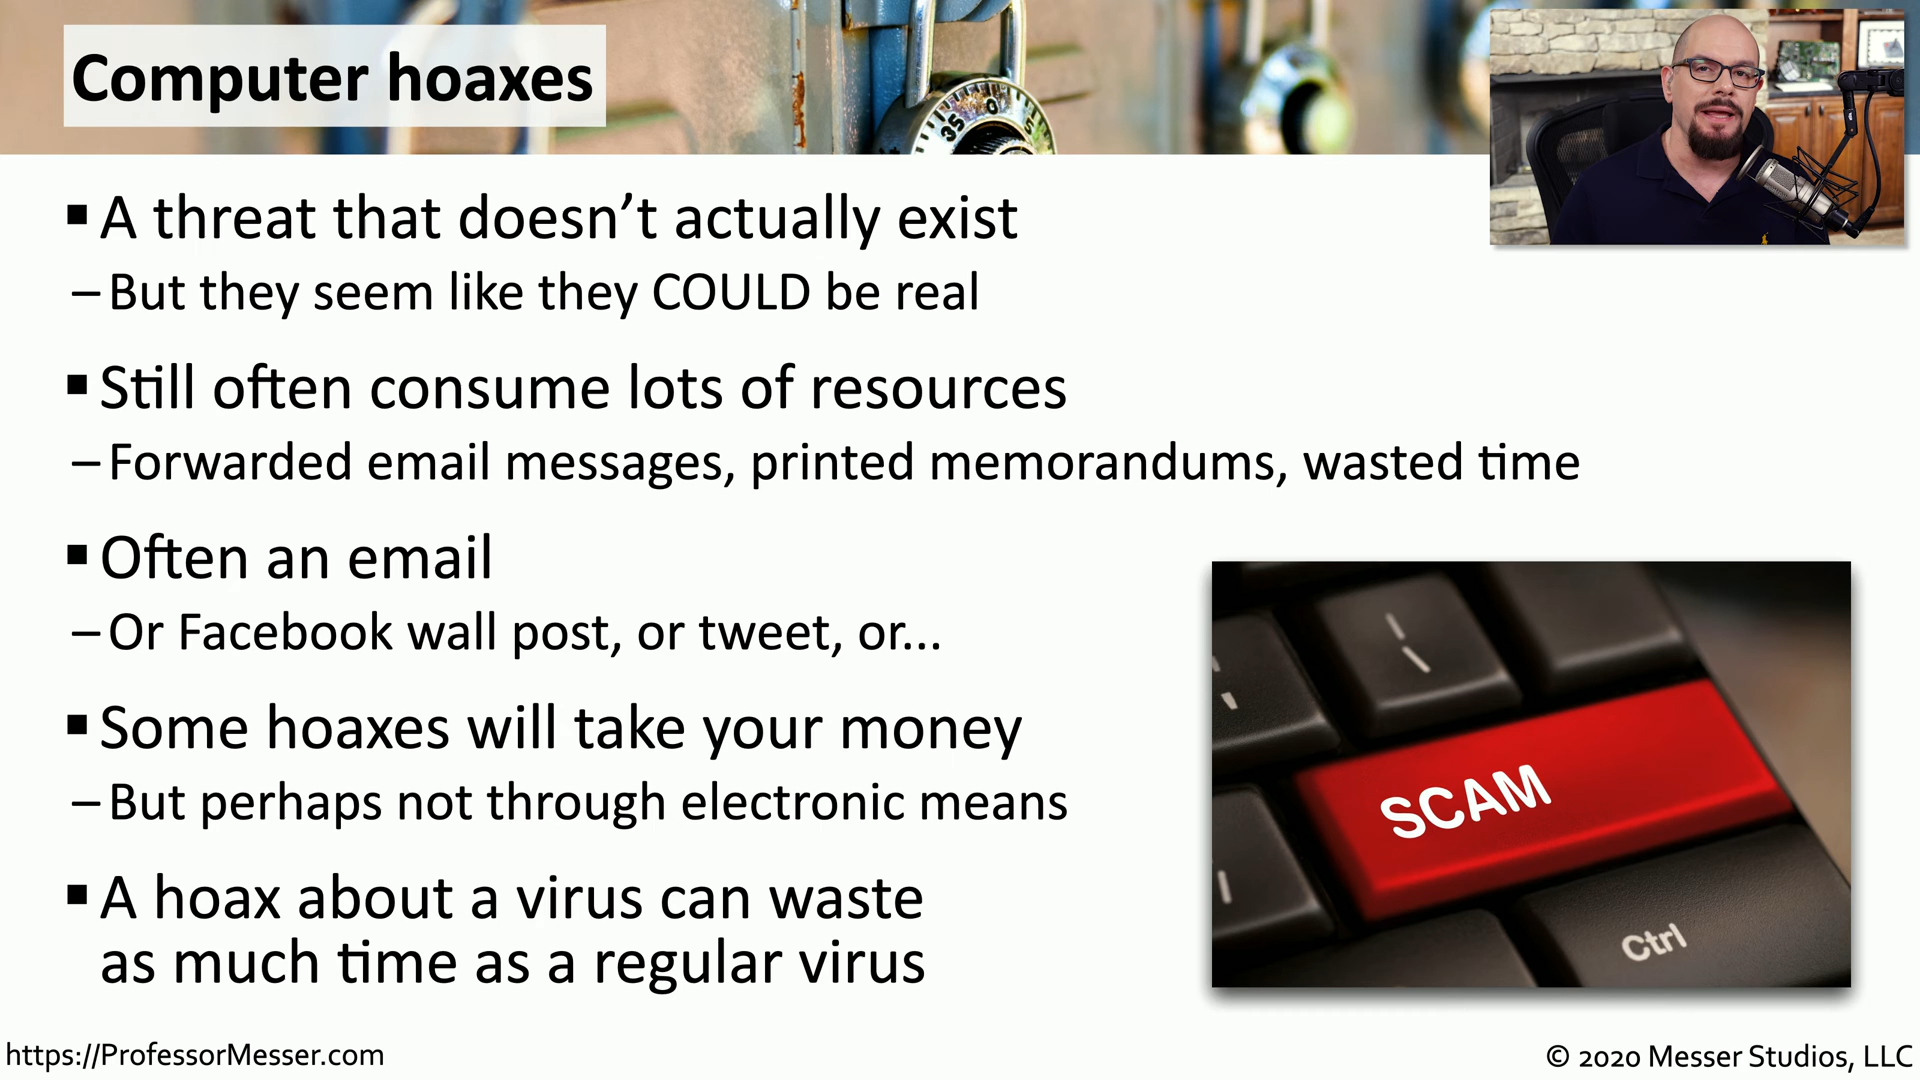 Computer hoaxes
▪ A threat that doesn’t actually exist
– But they seem like they COULD be real
▪ Still often consume lots of resources
– Forwarded email messages, printed memorandums, wasted time
▪ Often an email
– Or Facebook wall post, or tweet, or...
▪ Some hoaxes will take your money
– But perhaps not through electronic means
▪ A hoax about a virus can waste
as much time as a regular virus
SCAM
Ctrl
https://ProfessorMesser.com
© 2020 Messer Studios, LLC